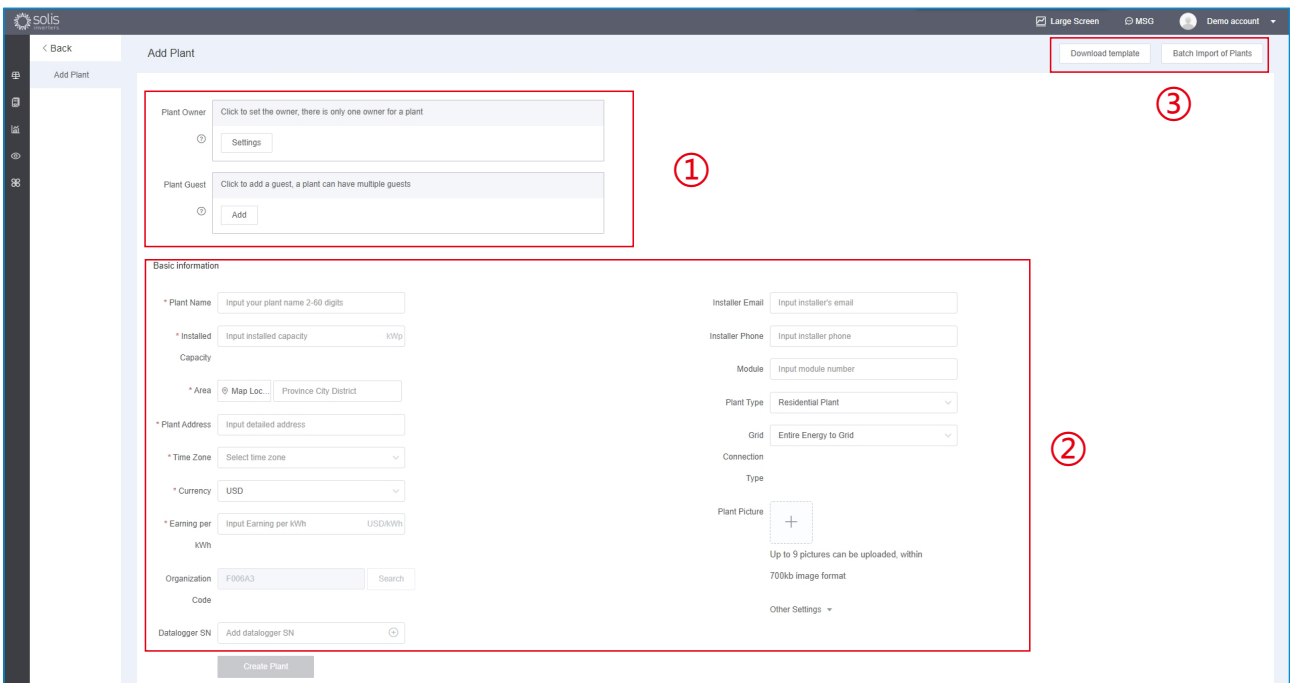 solis
inverters
Large Screen
MSG
Demo account
< Back
Add Plant
Add Plant
Download template
Batch Import of Plants
③
Plant Owner
Click to set the owner, there is only one owner for a plant
Settings
①
Plant Guest
Click to add a guest, a plant can have multiple guests
Add
Basic information
* Plant Name
Input your plant name 2-60 digits
* Installed
Capacity
Input installed capacity
kWp
* Area
Map Loc...
Province City District
* Plant Address
Input detailed address
* Time Zone
Select time zone
* Currency
USD
* Earning per
kWh
Input Earning per kWh
USD/kWh
Organization
Code
F006A3
Search
Datalogger SN
Add datalogger SN
Installer Email
Input installer's email
Installer Phone
Input installer phone
Module
Input module number
Plant Type
Residential Plant
Grid
Connection
Type
Entire Energy to Grid
Plant Picture
Up to 9 pictures can be uploaded, within
700kb image format
Other Settings
②
Create Plant